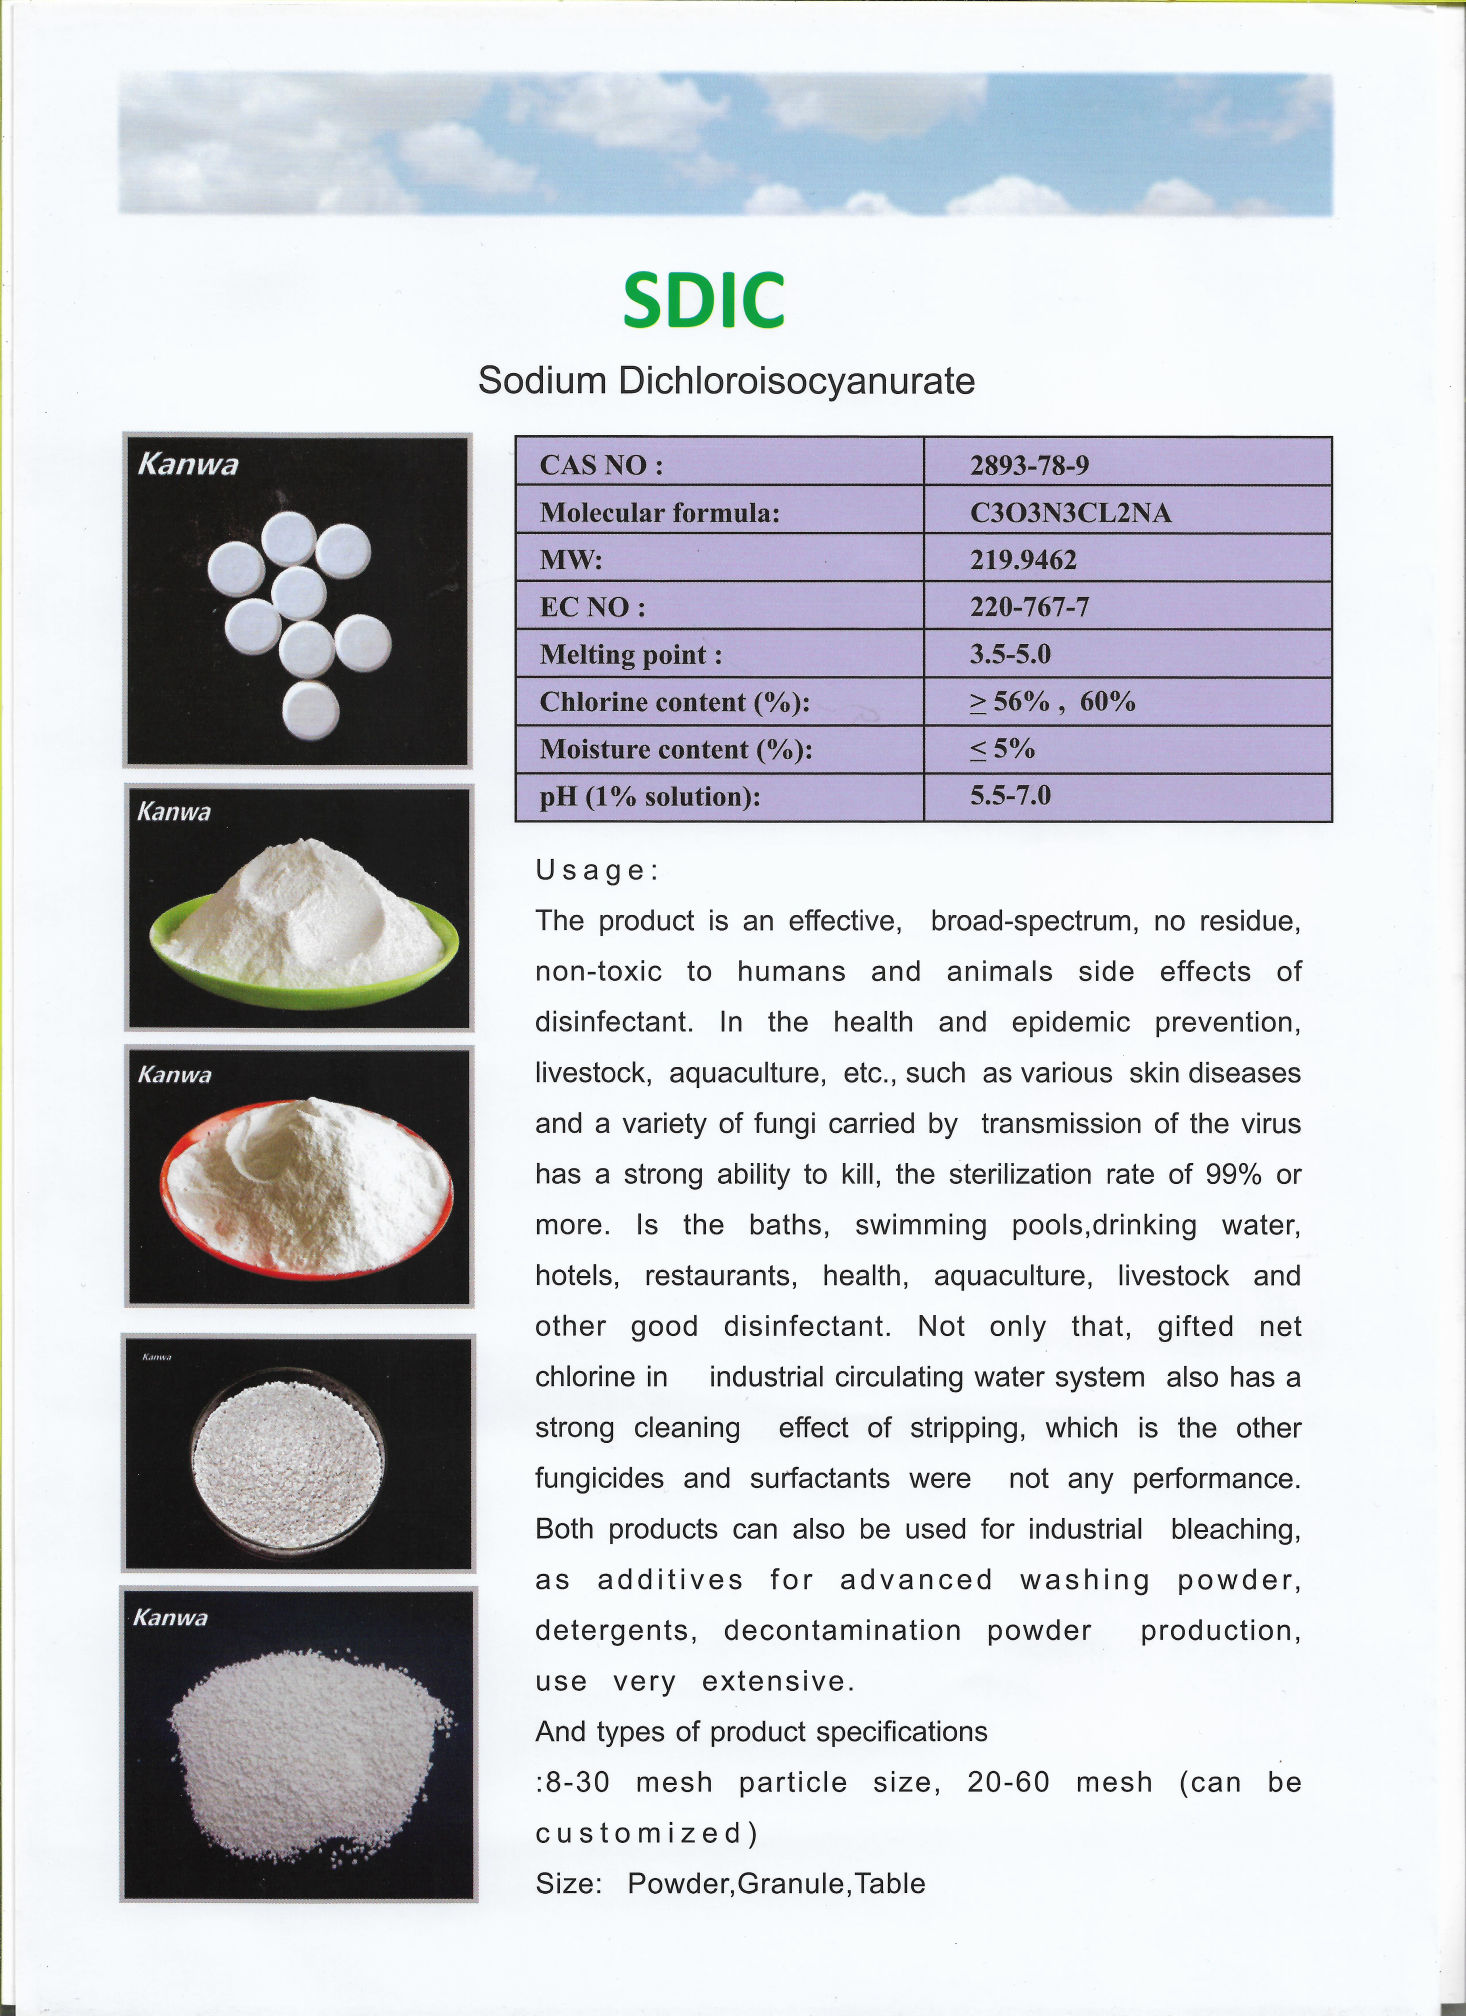 SDIC
Sodium Dichloroisocyanurate
Kanwa
CAS NO : 2893-78-9
Molecular formula: C3O3N3CL2NA
MW: 219.9462
EC NO : 220-767-7
Melting point : 3.5-5.0
Chlorine content (%): ≥ 56% , 60%
Moisture content (%): ≤ 5%
pH (1% solution): 5.5-7.0
Kanwa
Kanwa
Kanwa
Kanwa
Usage:
The product is an effective, broad-spectrum, no residue,
non-toxic to humans and animals side effects of
disinfectant. In the health and epidemic prevention,
livestock, aquaculture, etc., such as various skin diseases
and a variety of fungi carried by transmission of the virus
has a strong ability to kill, the sterilization rate of 99% or
more. Is the baths, swimming pools,drinking water,
hotels, restaurants, health, aquaculture, livestock and
other good disinfectant. Not only that, gifted net
chlorine in industrial circulating water system also has a
strong cleaning effect of stripping, which is the other
fungicides and surfactants were not any performance.
Both products can also be used for industrial bleaching,
as additives for advanced washing powder,
detergents, decontamination powder production,
use very extensive.
And types of product specifications
:8-30 mesh particle size, 20-60 mesh (can be
customized)
Size: Powder,Granule,Table